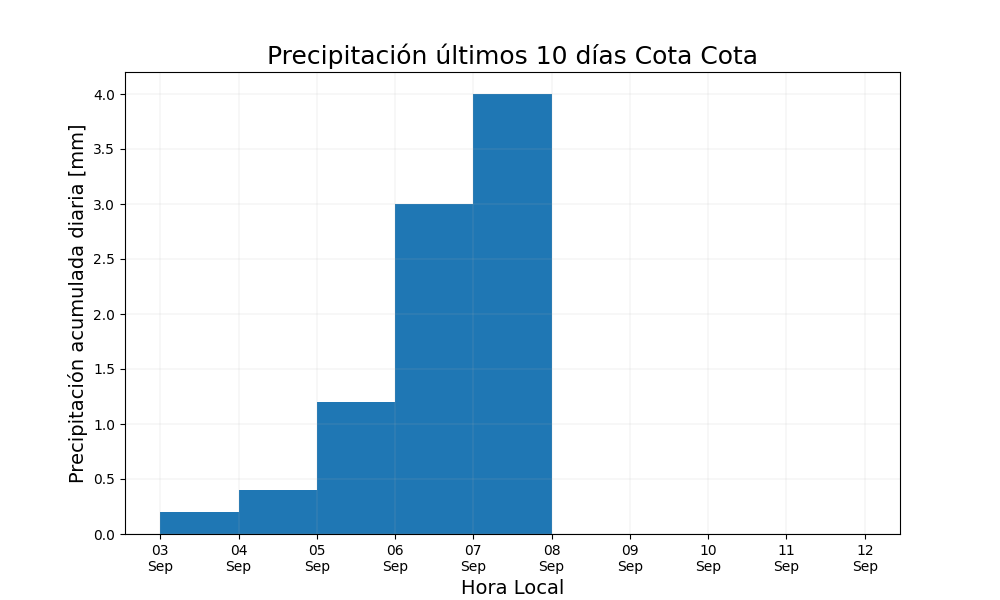 Precipitación últimos 10 días Cota Cota
Precipitación acumulada diaria [mm]
4.0
3.5
3.0
2.5
2.0
1.5
1.0
0.5
0.0
03 04 05 06 07 08 09 10 11 12
Sep Sep Sep Sep Sep Sep Sep Sep Sep Sep
Hora Local